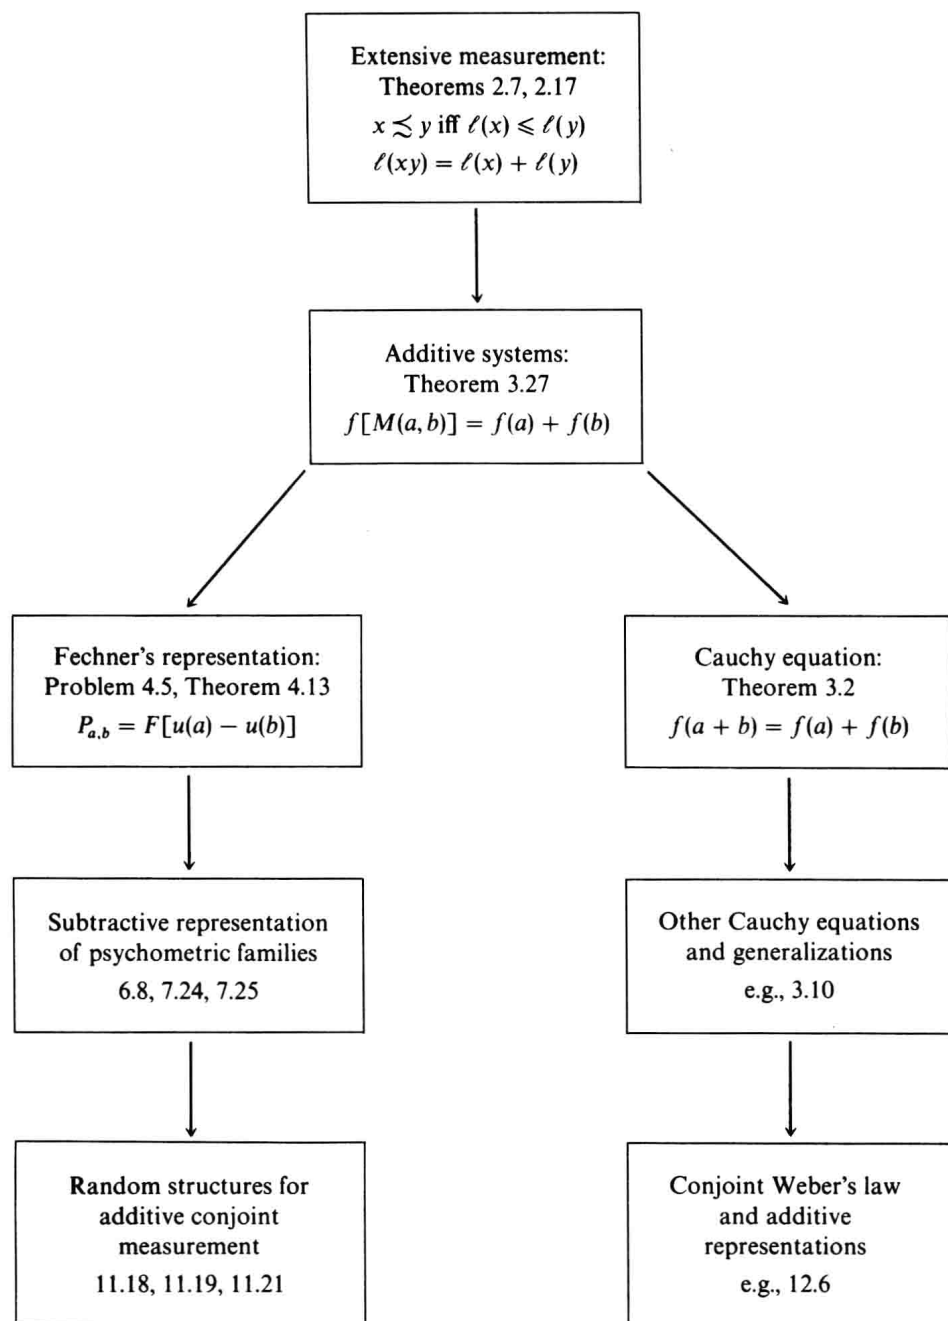 Extensive measurement:
Theorems 2.7, 2.17
x ≾ y iff ℓ(x) ⩽ ℓ(y)
ℓ(xy) = ℓ(x) + ℓ(y)
Additive systems:
Theorem 3.27
f[M(a, b)] = f(a) + f(b)
Fechner's representation:
Problem 4.5, Theorem 4.13
P_{a,b} = F[u(a) − u(b)]
Cauchy equation:
Theorem 3.2
f(a + b) = f(a) + f(b)
Subtractive representation
of psychometric families
6.8, 7.24, 7.25
Other Cauchy equations
and generalizations
e.g., 3.10
Random structures for
additive conjoint
measurement
11.18, 11.19, 11.21
Conjoint Weber's law
and additive
representations
e.g., 12.6